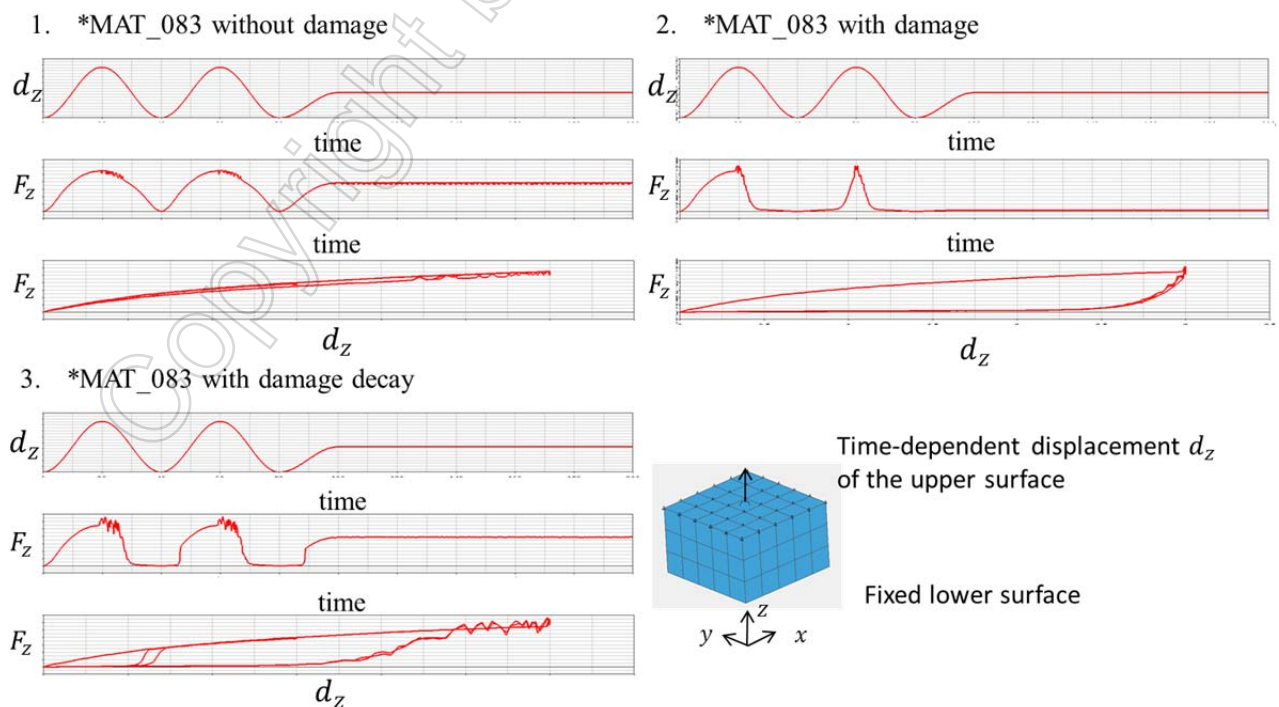 1. *MAT_083 without damage
d_z
time
F_z
time
F_z
d_z
2. *MAT_083 with damage
d_z
time
F_z
time
F_z
d_z
3. *MAT_083 with damage decay
d_z
time
F_z
time
F_z
d_z
Time-dependent displacement d_z
of the upper surface
Fixed lower surface
z
y x
Copyright